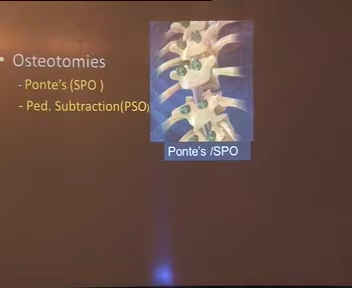 • Osteotomies
- Ponte's (SPO )
- Ped. Subtraction(PSO)
Ponte's /SPO